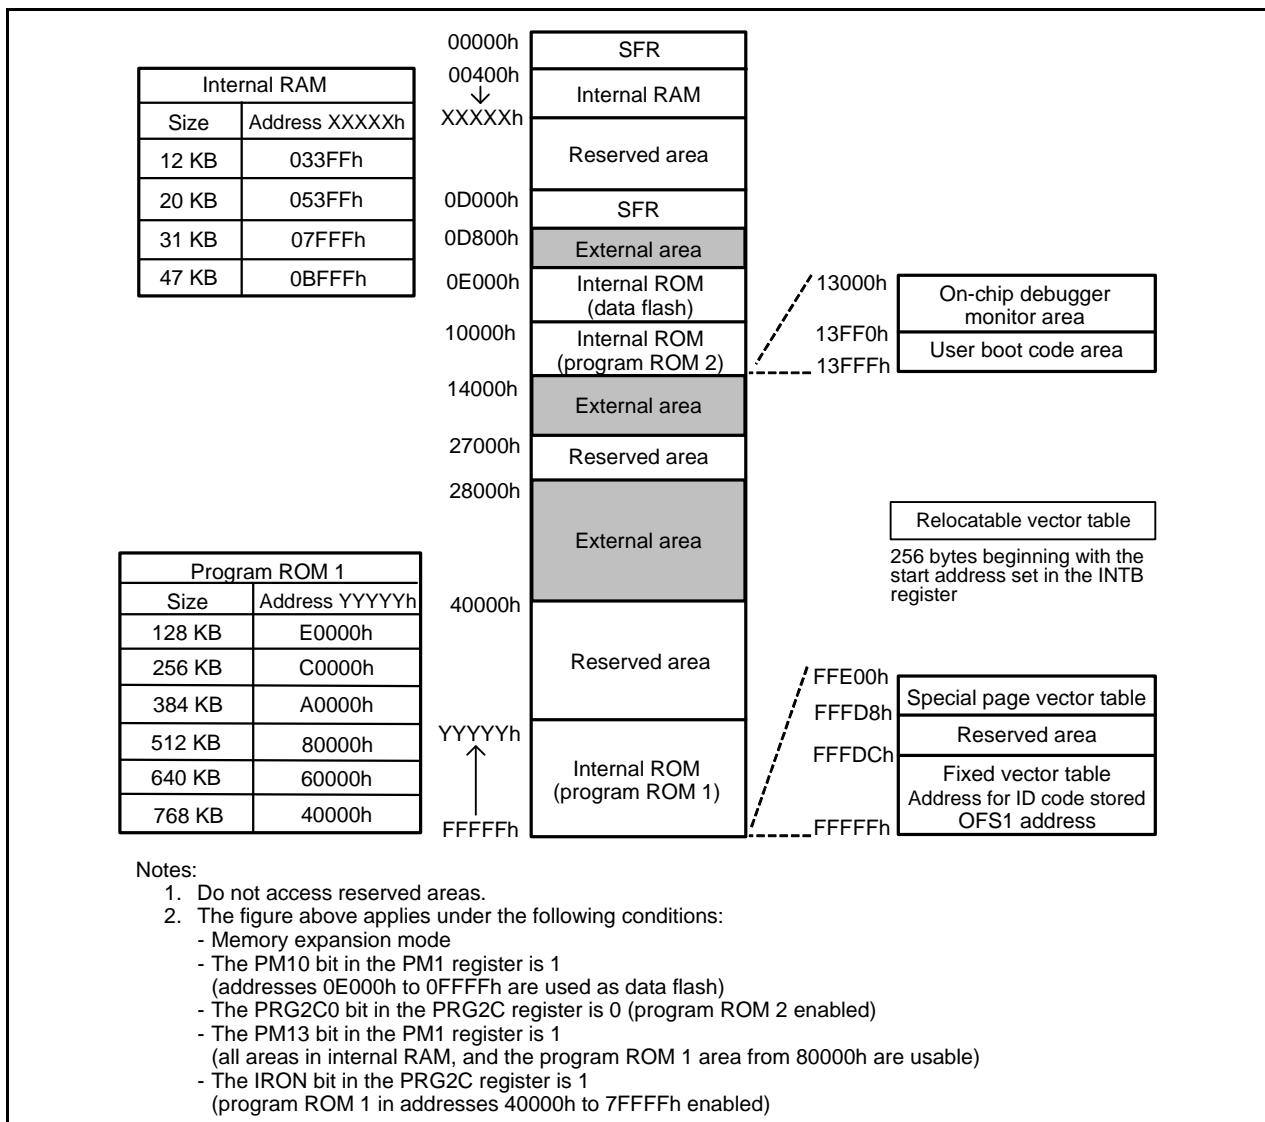 Internal RAM
Size Address XXXXXh
12 KB 033FFh
20 KB 053FFh
31 KB 07FFFh
47 KB 0BFFFh
Program ROM 1
Size Address YYYYYh
128 KB E0000h
256 KB C0000h
384 KB A0000h
512 KB 80000h
640 KB 60000h
768 KB 40000h
00000h
SFR
00400h
Internal RAM
XXXXXh
Reserved area
0D000h
SFR
0D800h
External area
0E000h
Internal ROM
(data flash)
10000h
Internal ROM
(program ROM 2)
14000h
External area
27000h
Reserved area
28000h
External area
40000h
Reserved area
YYYYYh
Internal ROM
(program ROM 1)
FFFFFh
13000h
On-chip debugger
monitor area
13FF0h
User boot code area
13FFFh
Relocatable vector table
256 bytes beginning with the
start address set in the INTB
register
FFE00h
Special page vector table
FFFD8h
Reserved area
FFFDCh
Fixed vector table
Address for ID code stored
OFS1 address
FFFFFh
Notes:
1. Do not access reserved areas.
2. The figure above applies under the following conditions:
- Memory expansion mode
- The PM10 bit in the PM1 register is 1
(addresses 0E000h to 0FFFFh are used as data flash)
- The PRG2C0 bit in the PRG2C register is 0 (program ROM 2 enabled)
- The PM13 bit in the PM1 register is 1
(all areas in internal RAM, and the program ROM 1 area from 80000h are usable)
- The IRON bit in the PRG2C register is 1
(program ROM 1 in addresses 40000h to 7FFFFh enabled)